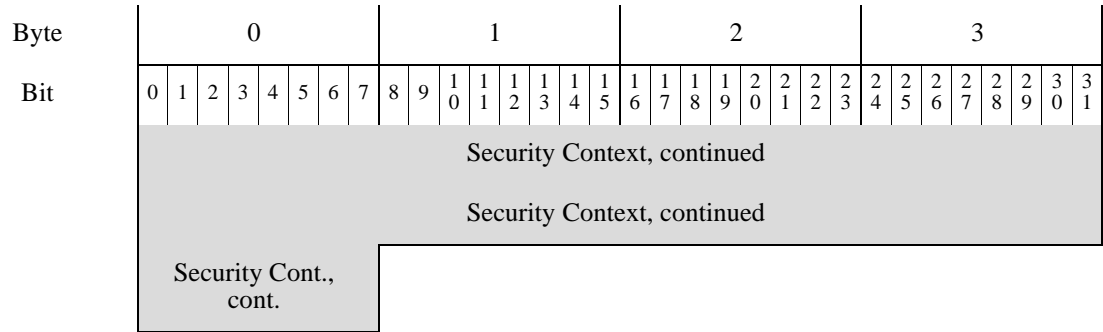 Byte 0 1 2 3
Bit 0 1 2 3 4 5 6 7 8 9 10 11 12 13 14 15 16 17 18 19 20 21 22 23 24 25 26 27 28 29 30 31
Security Context, continued
Security Context, continued
Security Cont.,
cont.